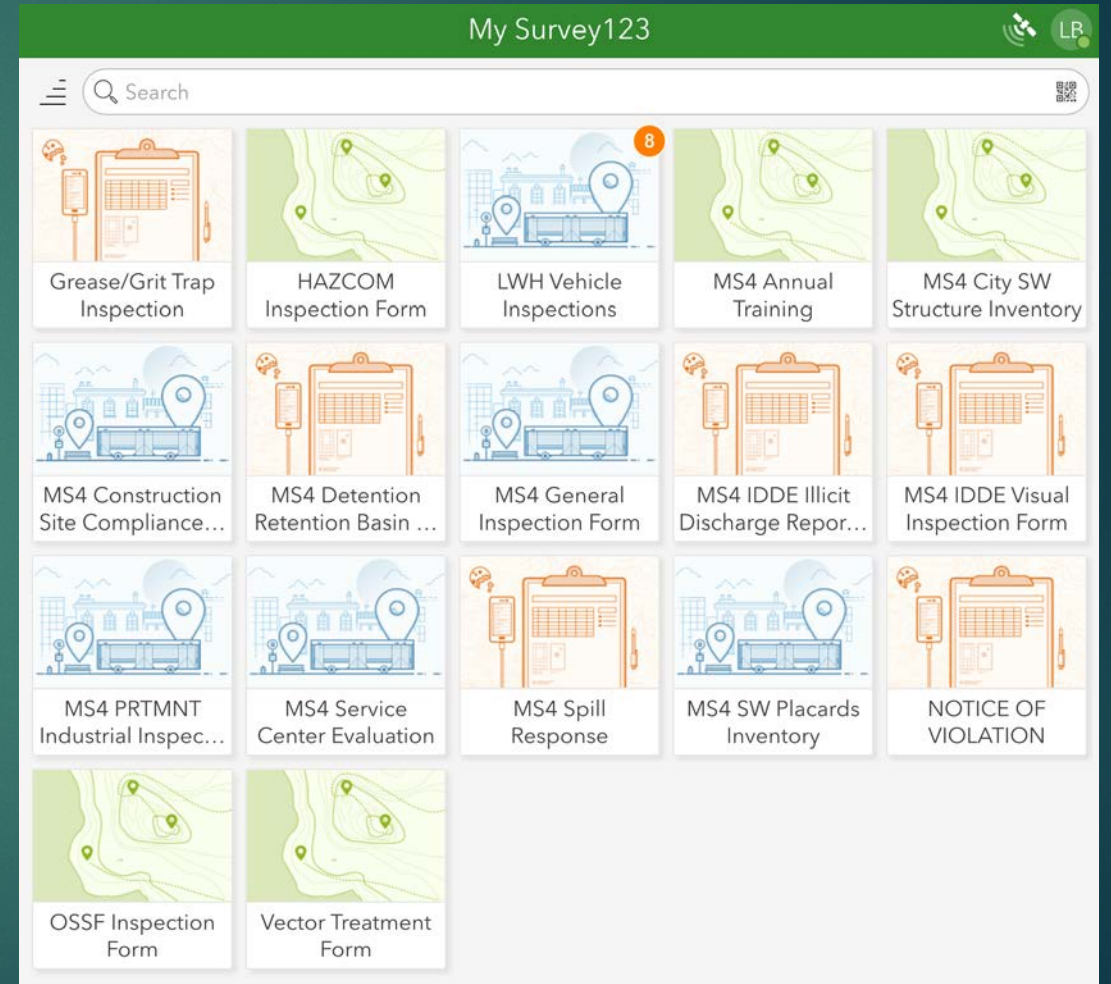 My Survey123
LB
Search
8
Grease/Grit Trap
Inspection
HAZCOM
Inspection Form
LWH Vehicle
Inspections
MS4 Annual
Training
MS4 City SW
Structure Inventory
MS4 Construction
Site Compliance...
MS4 Detention
Retention Basin ...
MS4 General
Inspection Form
MS4 IDDE Illicit
Discharge Repor...
MS4 IDDE Visual
Inspection Form
MS4 PRTMNT
Industrial Inspec...
MS4 Service
Center Evaluation
MS4 Spill
Response
MS4 SW Placards
Inventory
NOTICE OF
VIOLATION
OSSF Inspection
Form
Vector Treatment
Form